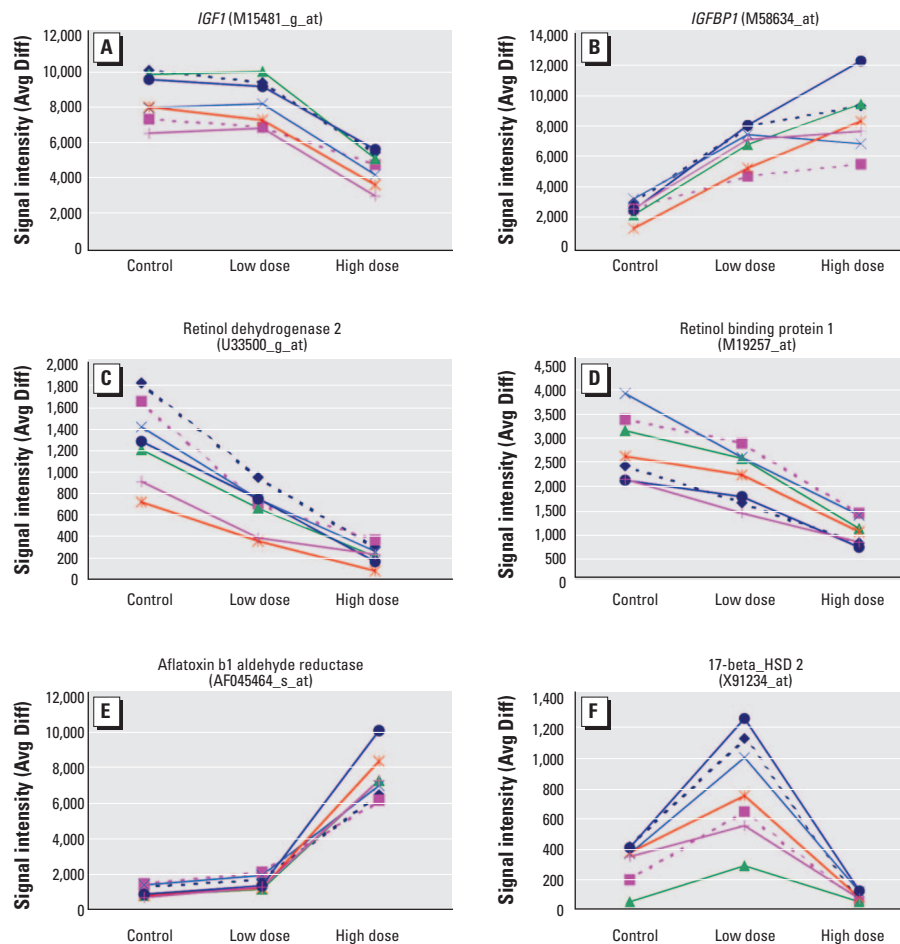 IGF1 (M15481_g_at)
A
Signal intensity (Avg Diff)
12,000
10,000
8,000
6,000
4,000
2,000
0
Control Low dose High dose
IGFBP1 (M58634_at)
B
Signal intensity (Avg Diff)
14,000
12,000
10,000
8,000
6,000
4,000
2,000
0
Control Low dose High dose
Retinol dehydrogenase 2
(U33500_g_at)
C
Signal intensity (Avg Diff)
2,000
1,800
1,600
1,400
1,200
1,000
800
600
400
200
0
Control Low dose High dose
Retinol binding protein 1
(M19257_at)
D
Signal intensity (Avg Diff)
4,500
4,000
3,500
3,000
2,500
2,000
1,500
1,000
500
0
Control Low dose High dose
Aflatoxin b1 aldehyde reductase
(AF045464_s_at)
E
Signal intensity (Avg Diff)
12,000
10,000
8,000
6,000
4,000
2,000
0
Control Low dose High dose
17-beta_HSD 2
(X91234_at)
F
Signal intensity (Avg Diff)
1,400
1,200
1,000
800
600
400
200
0
Control Low dose High dose